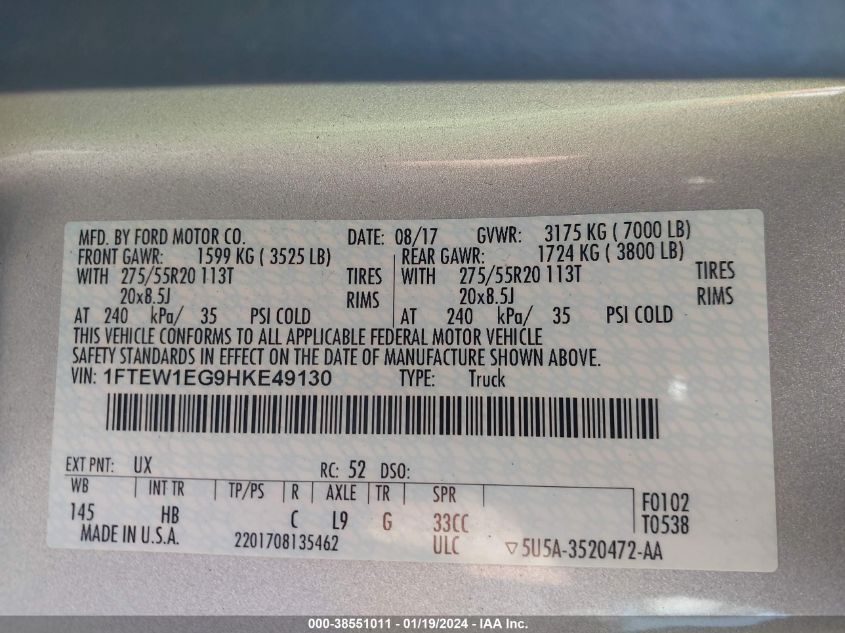 MFD. BY FORD MOTOR CO. DATE: 08/17 GVWR: 3175 KG ( 7000 LB)
FRONT GAWR: 1599 KG ( 3525 LB) REAR GAWR: 1724 KG ( 3800 LB)
WITH 275/55R20 113T TIRES WITH 275/55R20 113T TIRES
20x8.5J RIMS 20x8.5J RIMS
AT 240 kPa/ 35 PSI COLD AT 240 kPa/ 35 PSI COLD
THIS VEHICLE CONFORMS TO ALL APPLICABLE FEDERAL MOTOR VEHICLE
SAFETY STANDARDS IN EFFECT ON THE DATE OF MANUFACTURE SHOWN ABOVE.
VIN: 1FTEW1EG9HKE49130 TYPE: Truck
EXT PNT: UX RC: 52 DSO:
WB INT TR TP/PS R AXLE TR SPR F0102
145 HB C L9 G 33CC T0538
MADE IN U.S.A. 2201708135462 ULC ▽5U5A-3520472-AA
000-38551011 - 01/19/2024 - IAA Inc.